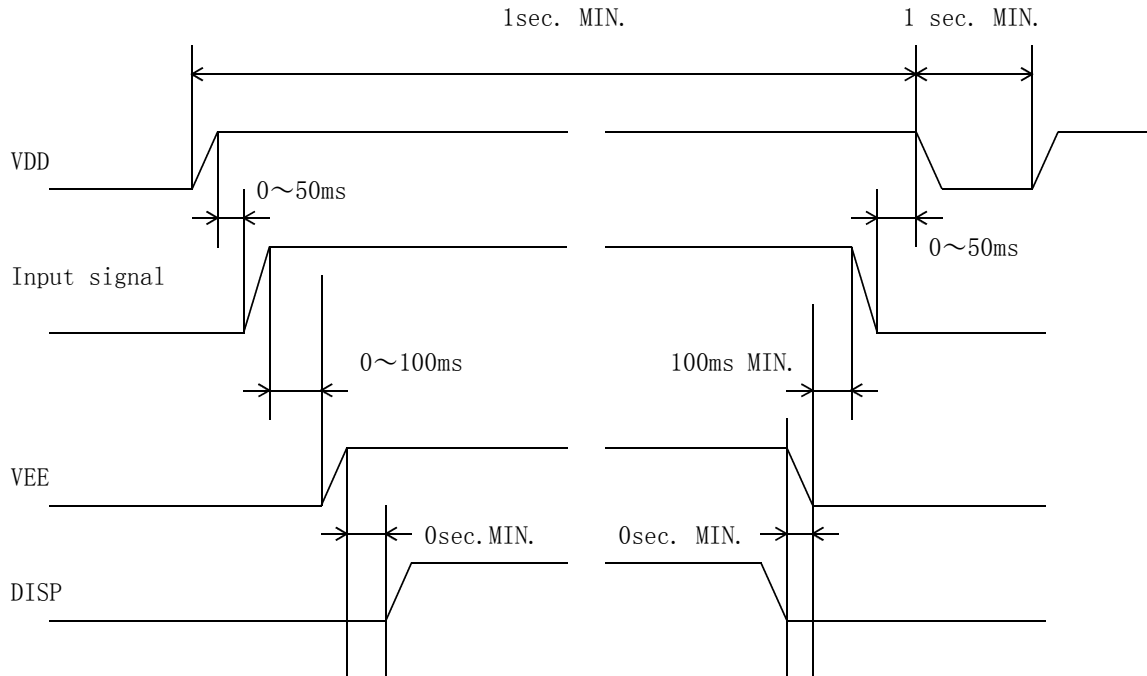 1sec. MIN.
1 sec. MIN.
VDD
0～50ms
0～50ms
Input signal
0～100ms
100ms MIN.
VEE
0sec.MIN.
0sec. MIN.
DISP